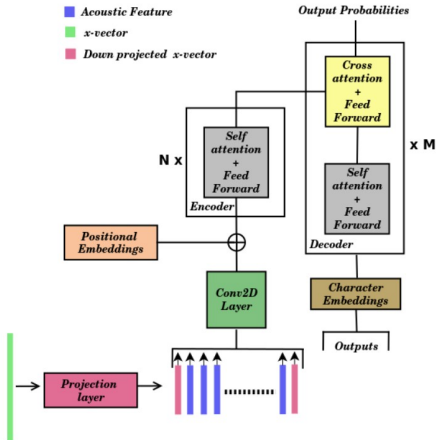 Acoustic Feature
x-vector
Down projected x-vector
Output Probabilities
Cross
attention
+
Feed
Forward
x M
Self
attention
+
Feed
Forward
N x
Encoder
Self
attention
+
Feed
Forward
Decoder
Positional
Embeddings
Conv2D
Layer
Character
Embeddings
Outputs
Projection
layer